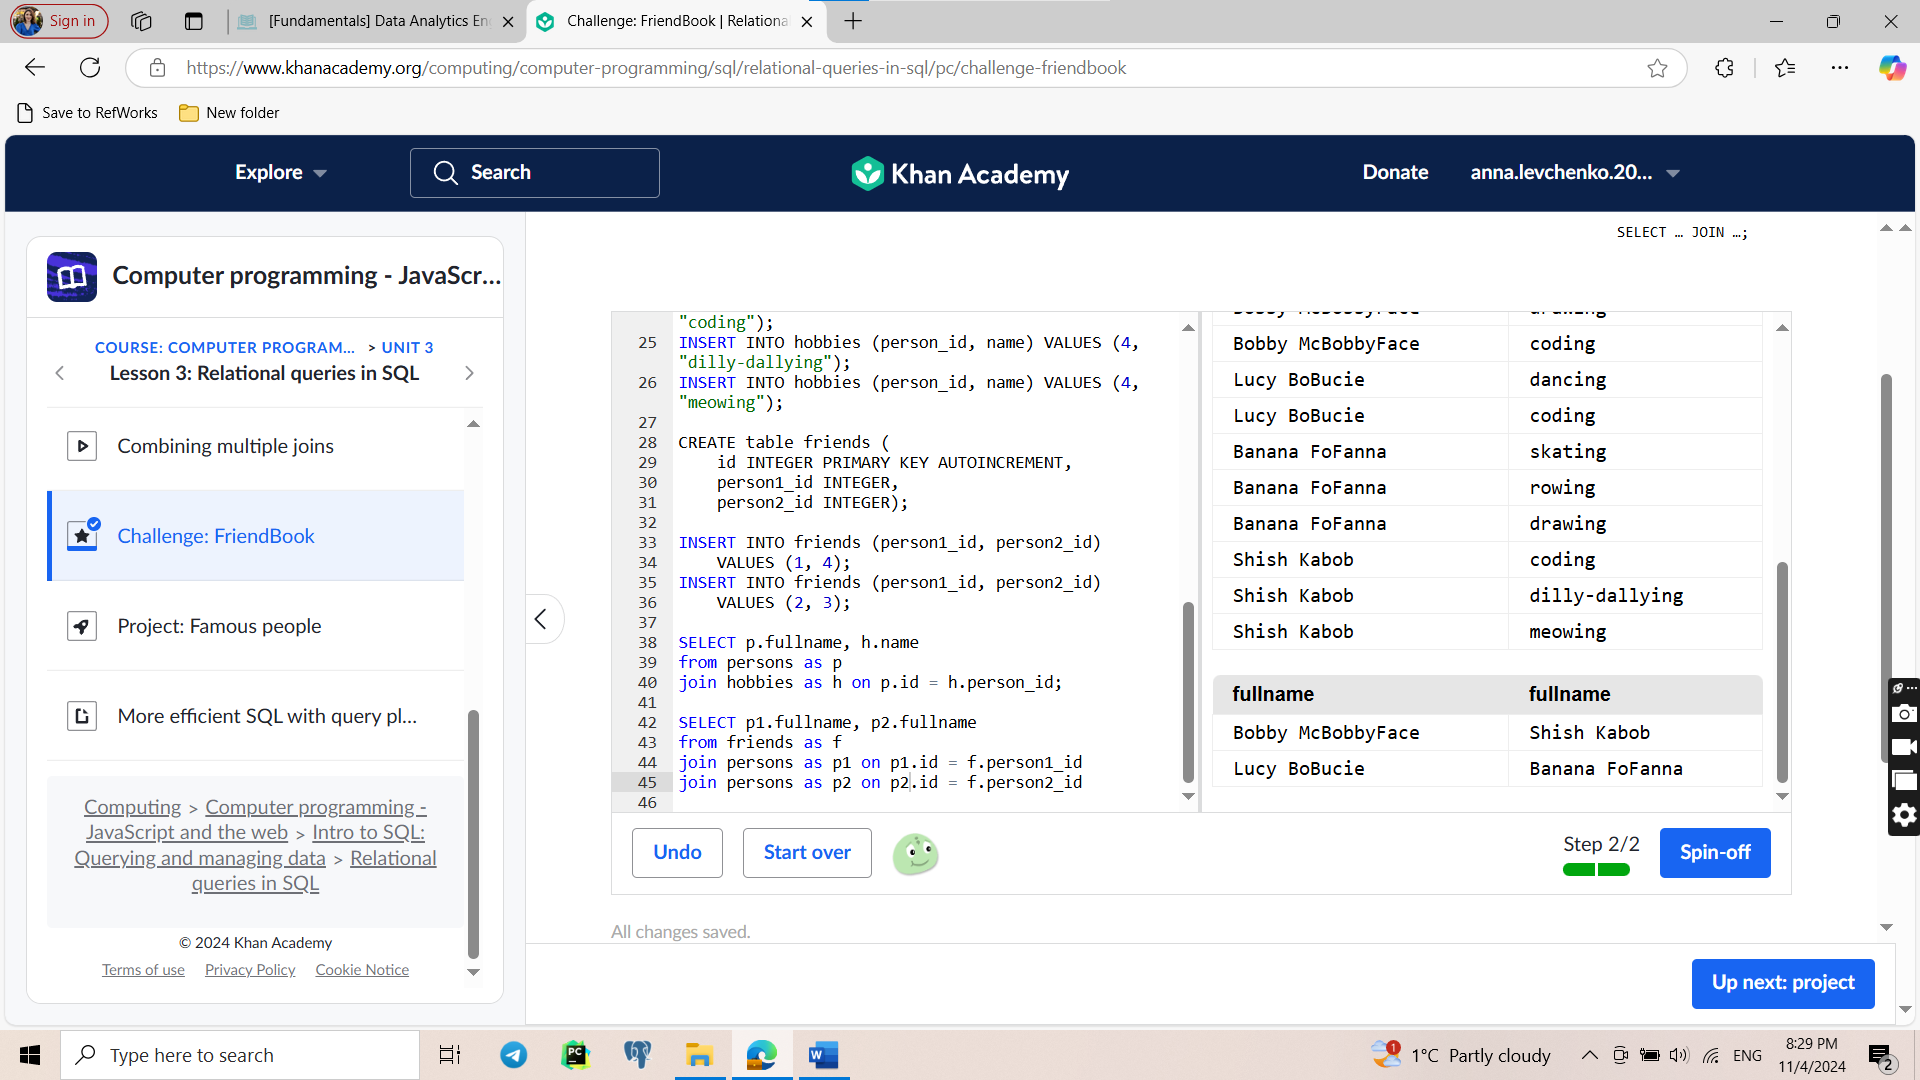 Sign in
[Fundamentals] Data Analytics En
Challenge: FriendBook | Relationa
https://www.khanacademy.org/computing/computer-programming/sql/relational-queries-in-sql/pc/challenge-friendbook
Save to RefWorks
New folder
Explore
Search
Khan Academy
Donate
anna.levchenko.20...
Computer programming - JavaScr...
COURSE: COMPUTER PROGRAM... > UNIT 3
Lesson 3: Relational queries in SQL
Combining multiple joins
Challenge: FriendBook
Project: Famous people
More efficient SQL with query pl...
Computing > Computer programming -
JavaScript and the web > Intro to SQL:
Querying and managing data > Relational
queries in SQL
© 2024 Khan Academy
Terms of use Privacy Policy Cookie Notice
SELECT … JOIN …;
"coding");
25 INSERT INTO hobbies (person_id, name) VALUES (4,
"dilly-dallying");
26 INSERT INTO hobbies (person_id, name) VALUES (4,
"meowing");
27
28 CREATE table friends (
29 id INTEGER PRIMARY KEY AUTOINCREMENT,
30 person1_id INTEGER,
31 person2_id INTEGER);
32
33 INSERT INTO friends (person1_id, person2_id)
34 VALUES (1, 4);
35 INSERT INTO friends (person1_id, person2_id)
36 VALUES (2, 3);
37
38 SELECT p.fullname, h.name
39 from persons as p
40 join hobbies as h on p.id = h.person_id;
41
42 SELECT p1.fullname, p2.fullname
43 from friends as f
44 join persons as p1 on p1.id = f.person1_id
45 join persons as p2 on p2.id = f.person2_id
46
Bobby McBobbyFace drawing
Bobby McBobbyFace coding
Lucy BoBucie dancing
Lucy BoBucie coding
Banana FoFanna skating
Banana FoFanna rowing
Banana FoFanna drawing
Shish Kabob coding
Shish Kabob dilly-dallying
Shish Kabob meowing
fullname fullname
Bobby McBobbyFace Shish Kabob
Lucy BoBucie Banana FoFanna
Undo
Start over
Step 2/2
Spin-off
All changes saved.
Up next: project
Type here to search
1
1°C Partly cloudy
ENG
8:29 PM
11/4/2024
2